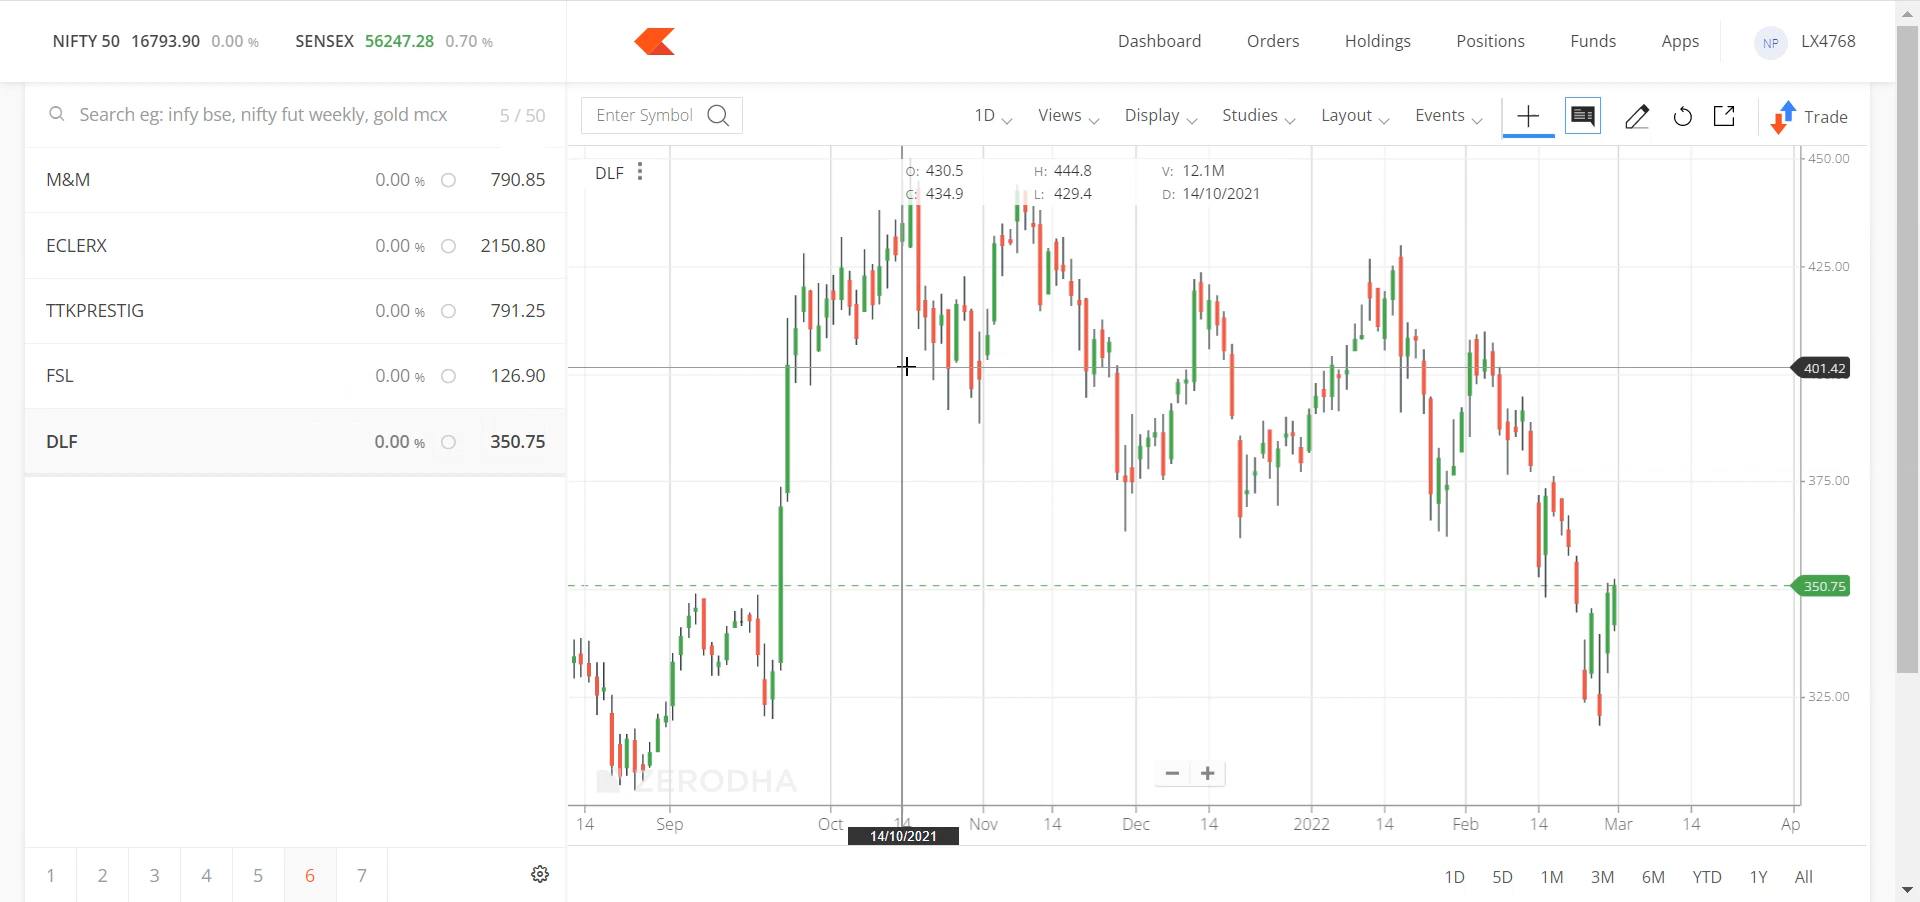 NIFTY 50 16793.90 0.00 % SENSEX 56247.28 0.70 %
Dashboard Orders Holdings Positions Funds Apps NP LX4768
Search eg: infy bse, nifty fut weekly, gold mcx 5 / 50
Enter Symbol 1D Views Display Studies Layout Events Trade
M&M 0.00 % 790.85
ECLERX 0.00 % 2150.80
TTKPRESTIG 0.00 % 791.25
FSL 0.00 % 126.90
DLF 0.00 % 350.75
DLF O: 430.5 H: 444.8 V: 12.1M
C: 434.9 L: 429.4 D: 14/10/2021
450.00
425.00
401.42
375.00
350.75
325.00
ZERODHA
14 Sep Oct 14 Nov 14 Dec 14 2022 14 Feb 14 Mar 14 Ap
14/10/2021
1 2 3 4 5 6 7
1D 5D 1M 3M 6M YTD 1Y All